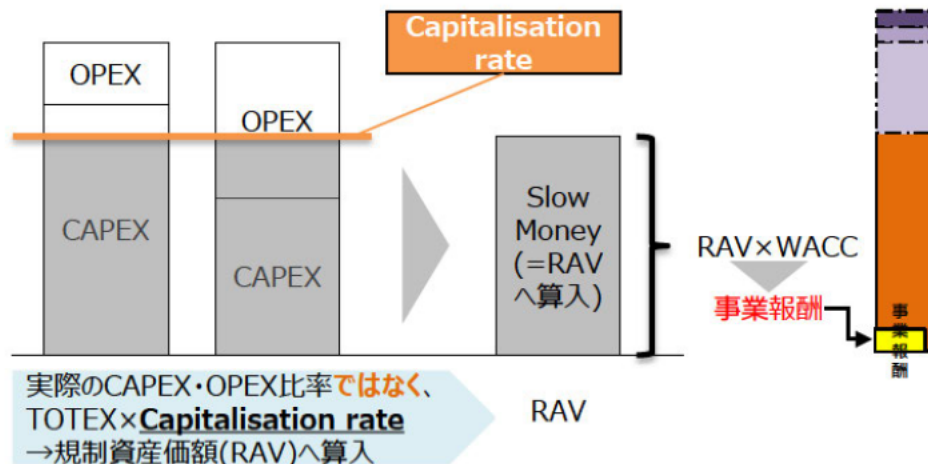 Capitalisation
rate
OPEX
OPEX
CAPEX
CAPEX
Slow
Money
(=RAV
へ算入)
RAV×WACC
事業報酬
事
業
報
酬
実際のCAPEX・OPEX比率ではなく、
TOTEX×Capitalisation rate
→規制資産価額(RAV)へ算入
RAV